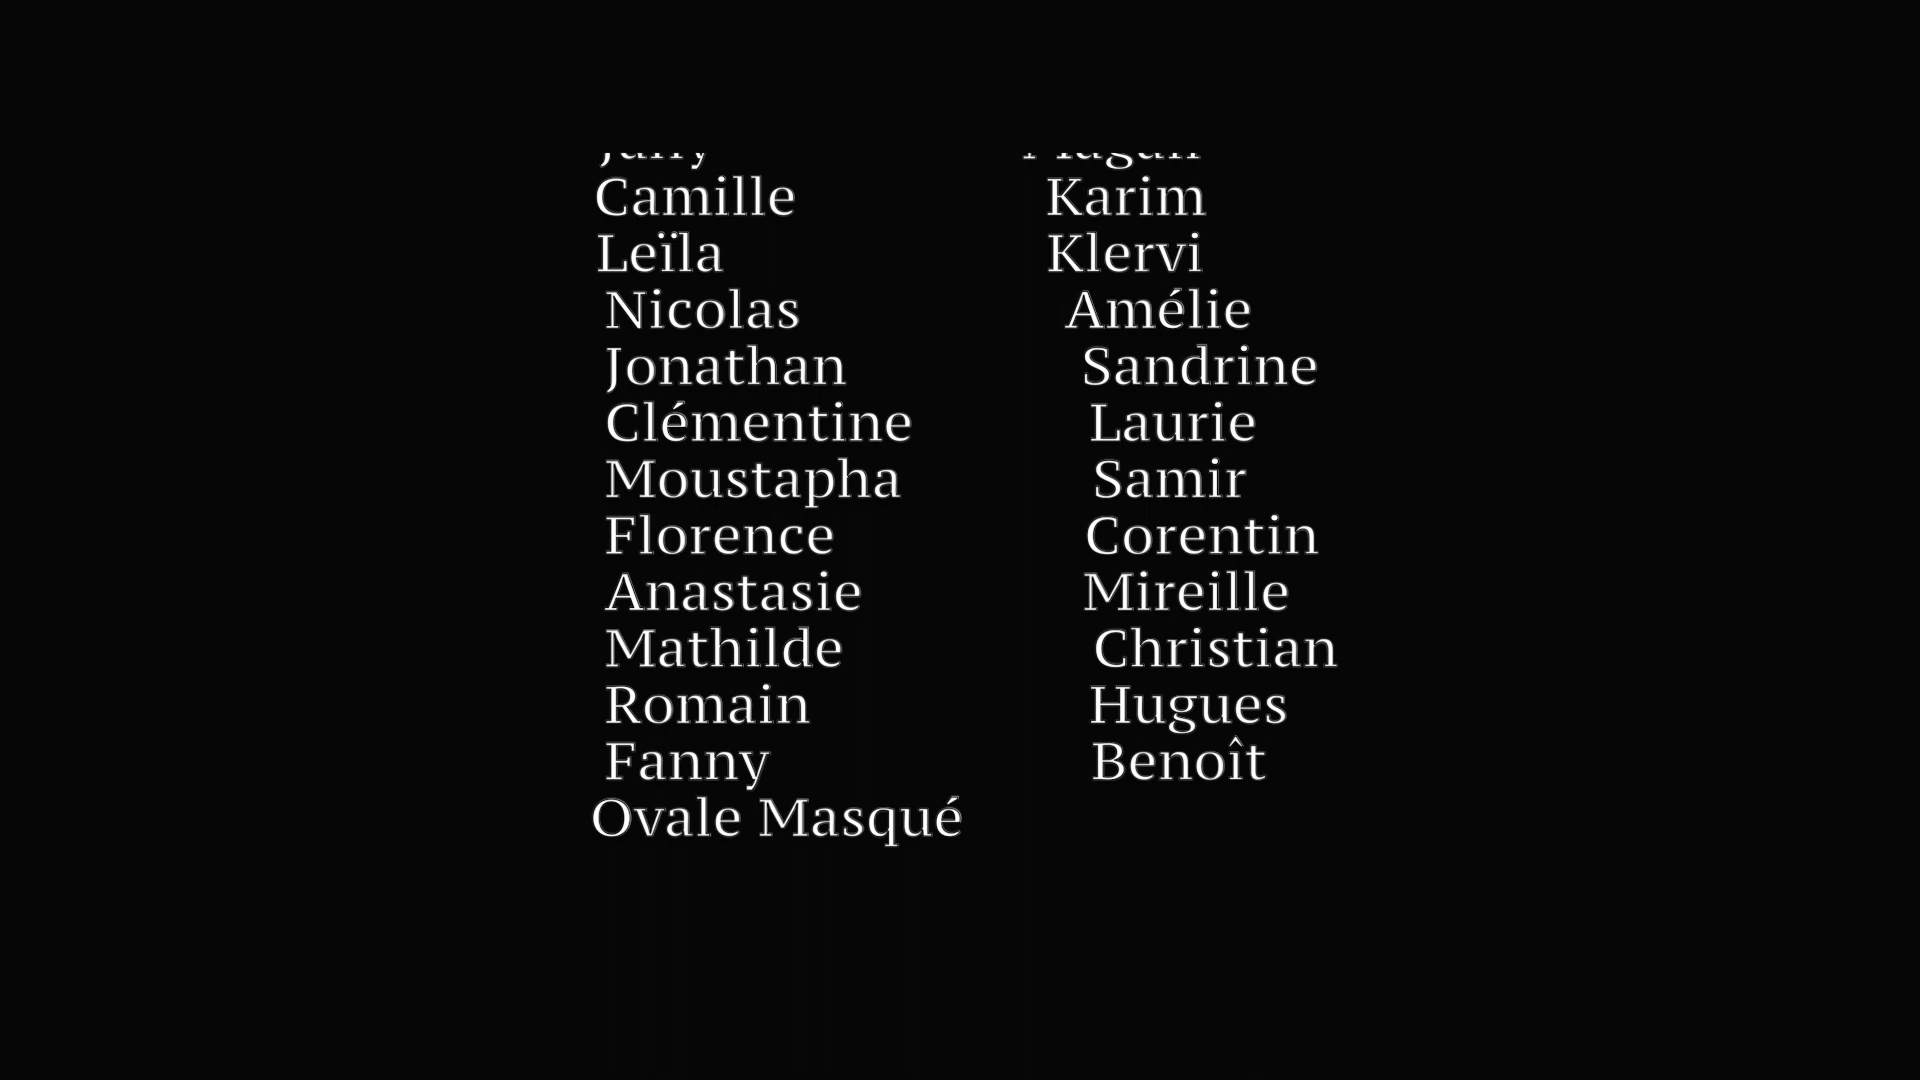 Camille Karim
Leïla Klervi
Nicolas Amélie
Jonathan Sandrine
Clémentine Laurie
Moustapha Samir
Florence Corentin
Anastasie Mireille
Mathilde Christian
Romain Hugues
Fanny Benoît
Ovale Masqué